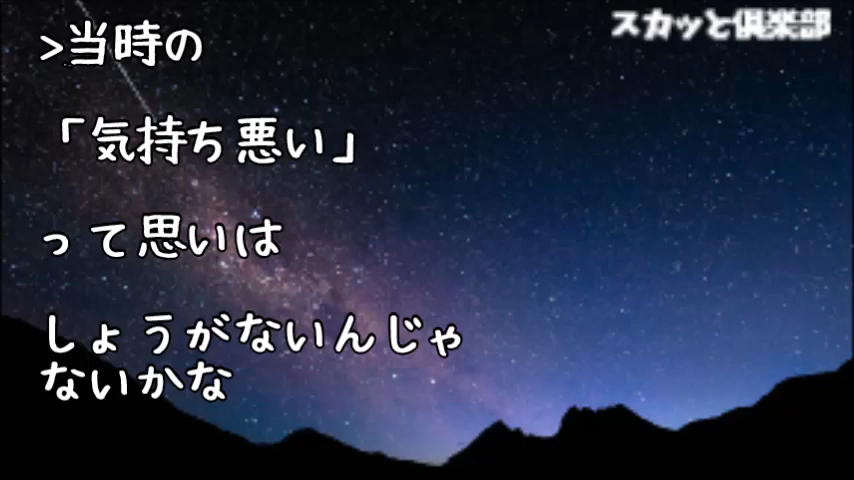 スカッと倶楽部
>当時の
「気持ち悪い」
って思いは
しょうがないんじゃ
ないかな